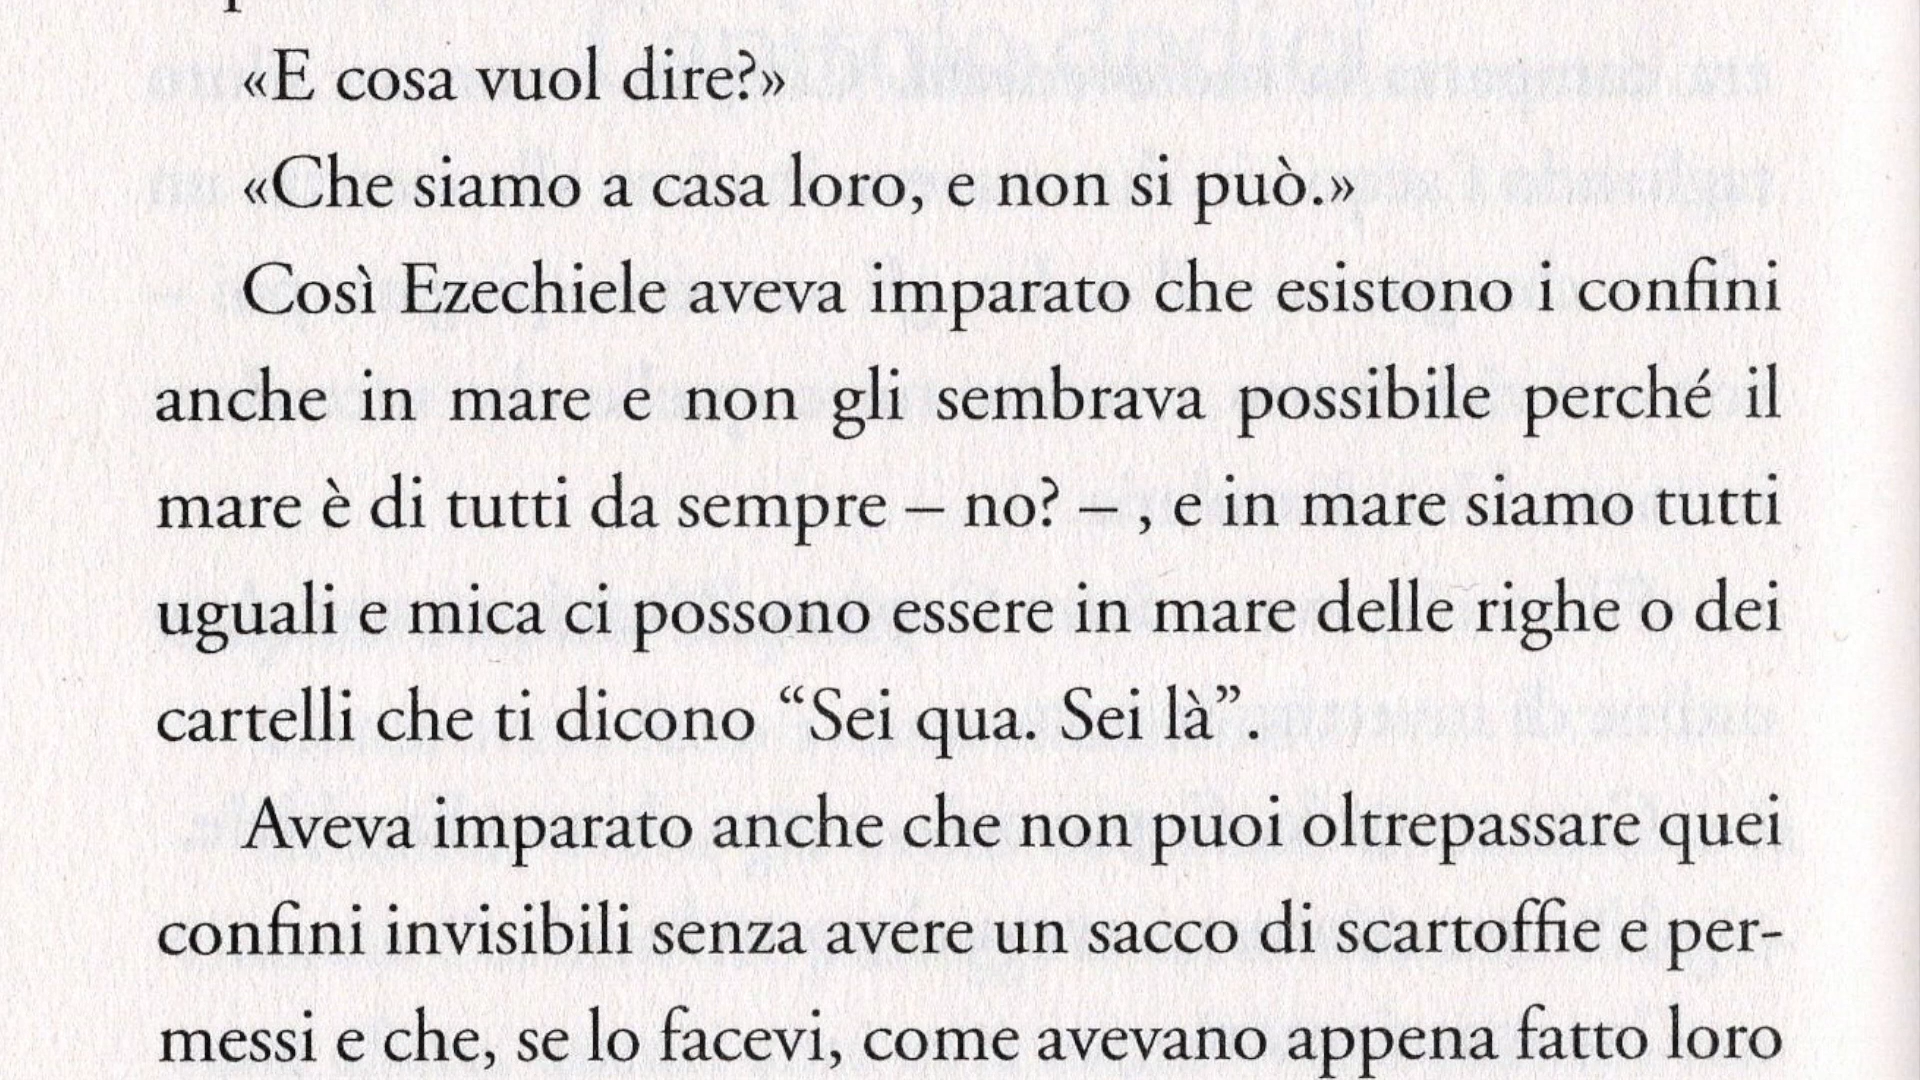 «E cosa vuol dire?»
«Che siamo a casa loro, e non si può.»
Così Ezechiele aveva imparato che esistono i confini
anche in mare e non gli sembrava possibile perché il
mare è di tutti da sempre – no? – , e in mare siamo tutti
uguali e mica ci possono essere in mare delle righe o dei
cartelli che ti dicono “Sei qua. Sei là”.
Aveva imparato anche che non puoi oltrepassare quei
confini invisibili senza avere un sacco di scartoffie e per-
messi e che, se lo facevi, come avevano appena fatto loro